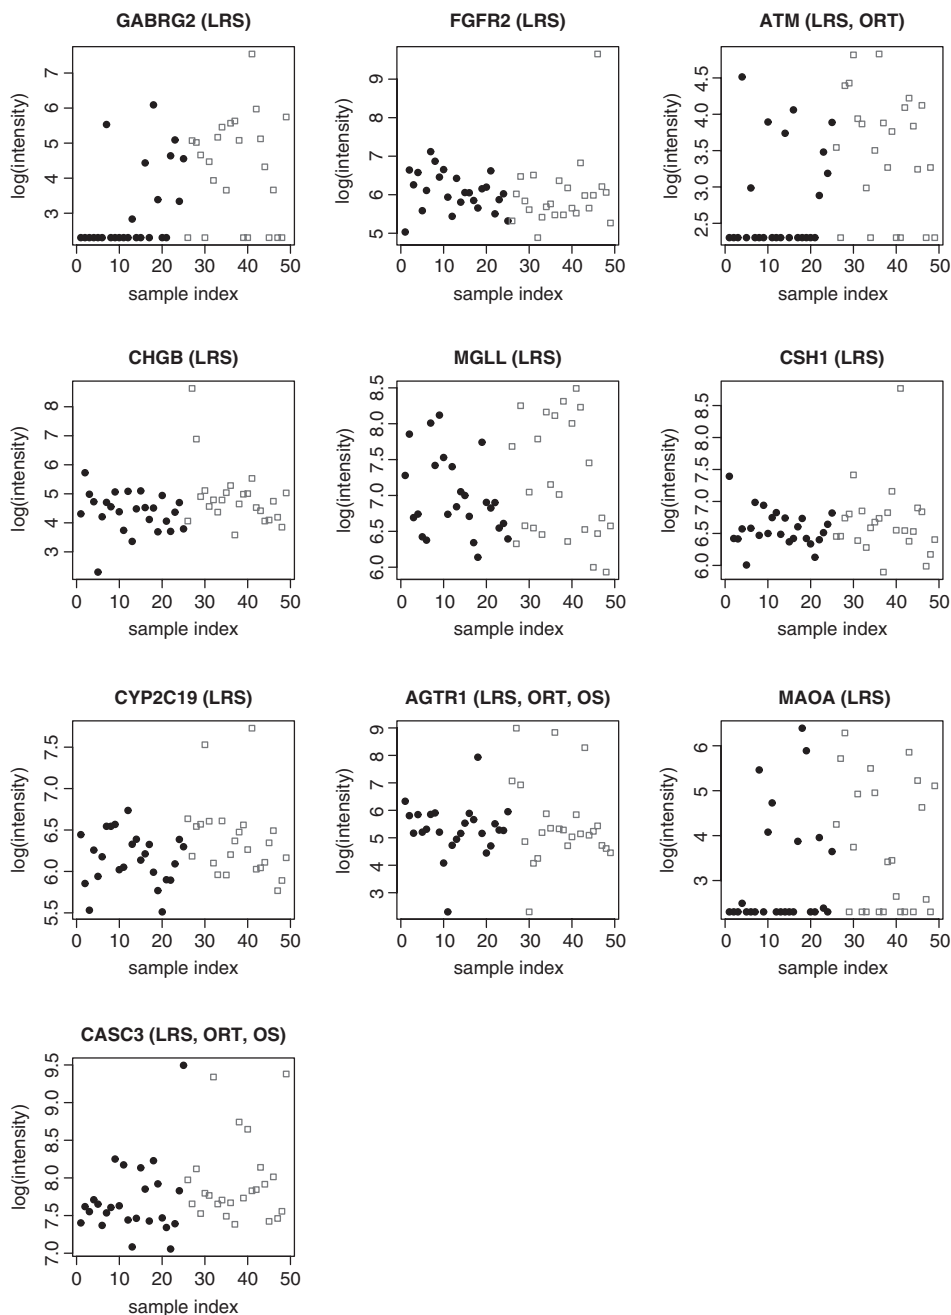 GABRG2 (LRS)
log(intensity)
7
6
5
4
3
0 10 20 30 40 50
sample index
FGFR2 (LRS)
log(intensity)
9
8
7
6
5
0 10 20 30 40 50
sample index
ATM (LRS, ORT)
log(intensity)
4.5
4.0
3.5
3.0
2.5
0 10 20 30 40 50
sample index
CHGB (LRS)
log(intensity)
8
7
6
5
4
3
0 10 20 30 40 50
sample index
MGLL (LRS)
log(intensity)
8.5
8.0
7.5
7.0
6.5
6.0
0 10 20 30 40 50
sample index
CSH1 (LRS)
log(intensity)
8.5
8.0
7.5
7.0
6.5
6.0
0 10 20 30 40 50
sample index
CYP2C19 (LRS)
log(intensity)
7.5
7.0
6.5
6.0
5.5
0 10 20 30 40 50
sample index
AGTR1 (LRS, ORT, OS)
log(intensity)
9
8
7
6
5
4
3
0 10 20 30 40 50
sample index
MAOA (LRS)
log(intensity)
6
5
4
3
0 10 20 30 40 50
sample index
CASC3 (LRS, ORT, OS)
log(intensity)
9.5
9.0
8.5
8.0
7.5
7.0
0 10 20 30 40 50
sample index